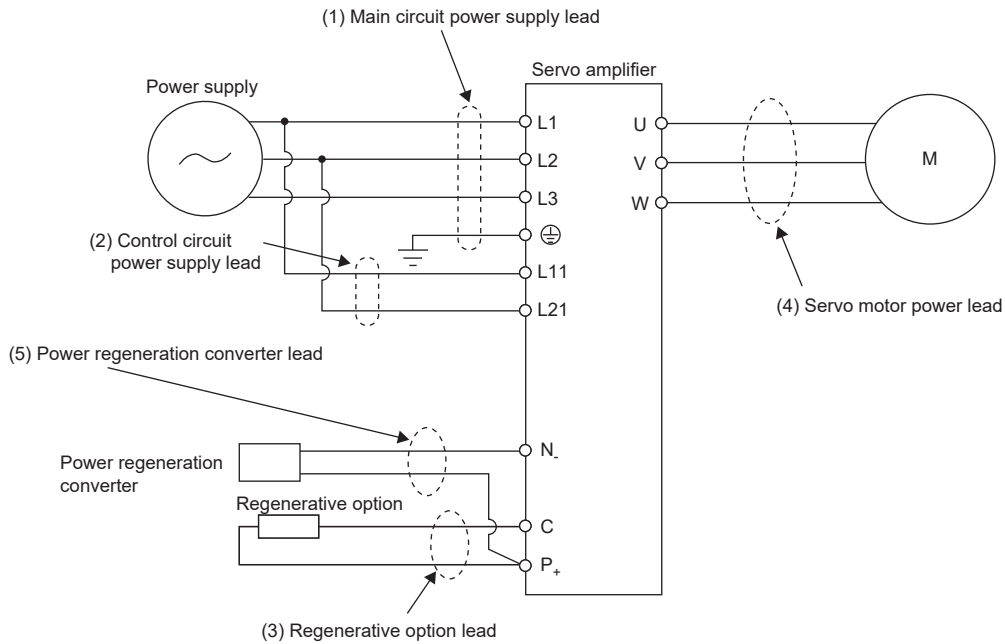 (1) Main circuit power supply lead
Servo amplifier
Power supply
L1
U
L2
V
M
L3
W
(2) Control circuit
power supply lead
L11
L21
(4) Servo motor power lead
(5) Power regeneration converter lead
N-
Power regeneration
converter
Regenerative option
C
P+
(3) Regenerative option lead